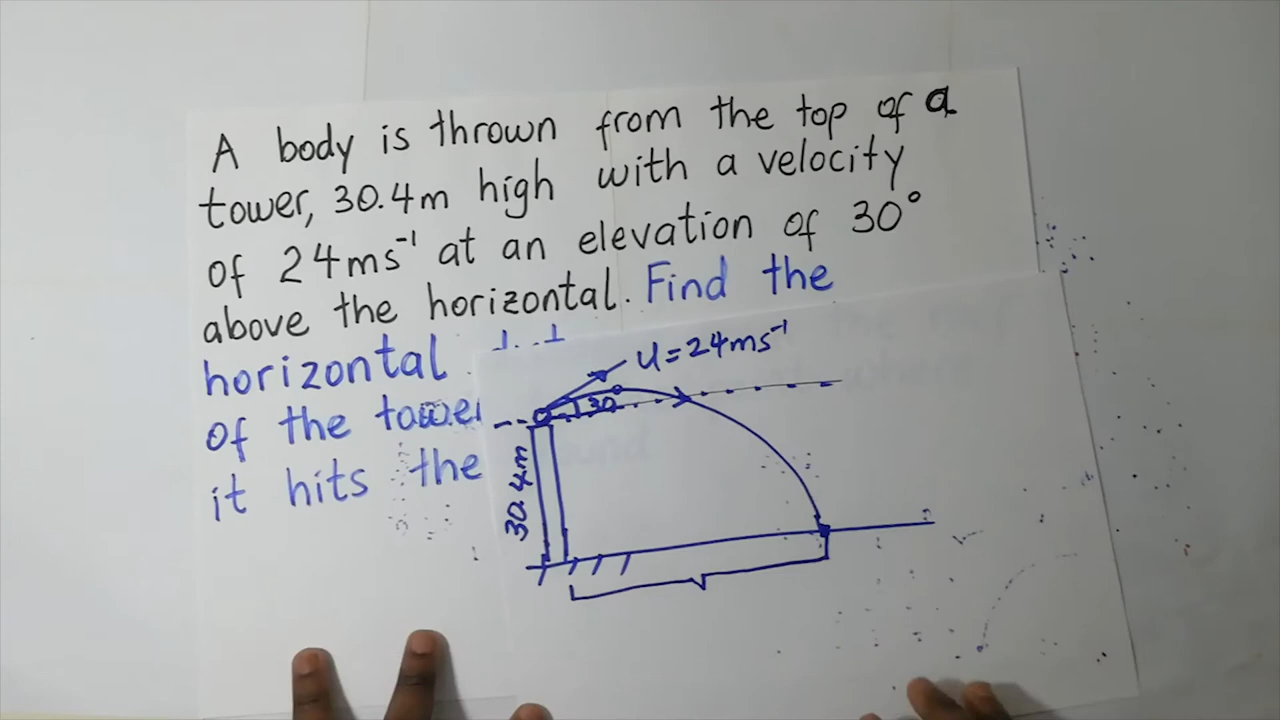 A body is thrown from the top of a
tower, 30.4m high with a velocity
of 24ms⁻¹ at an elevation of 30°
above the horizontal. Find the
horizontal
of the tower
it hits the
U=24ms⁻¹
30
30.4m